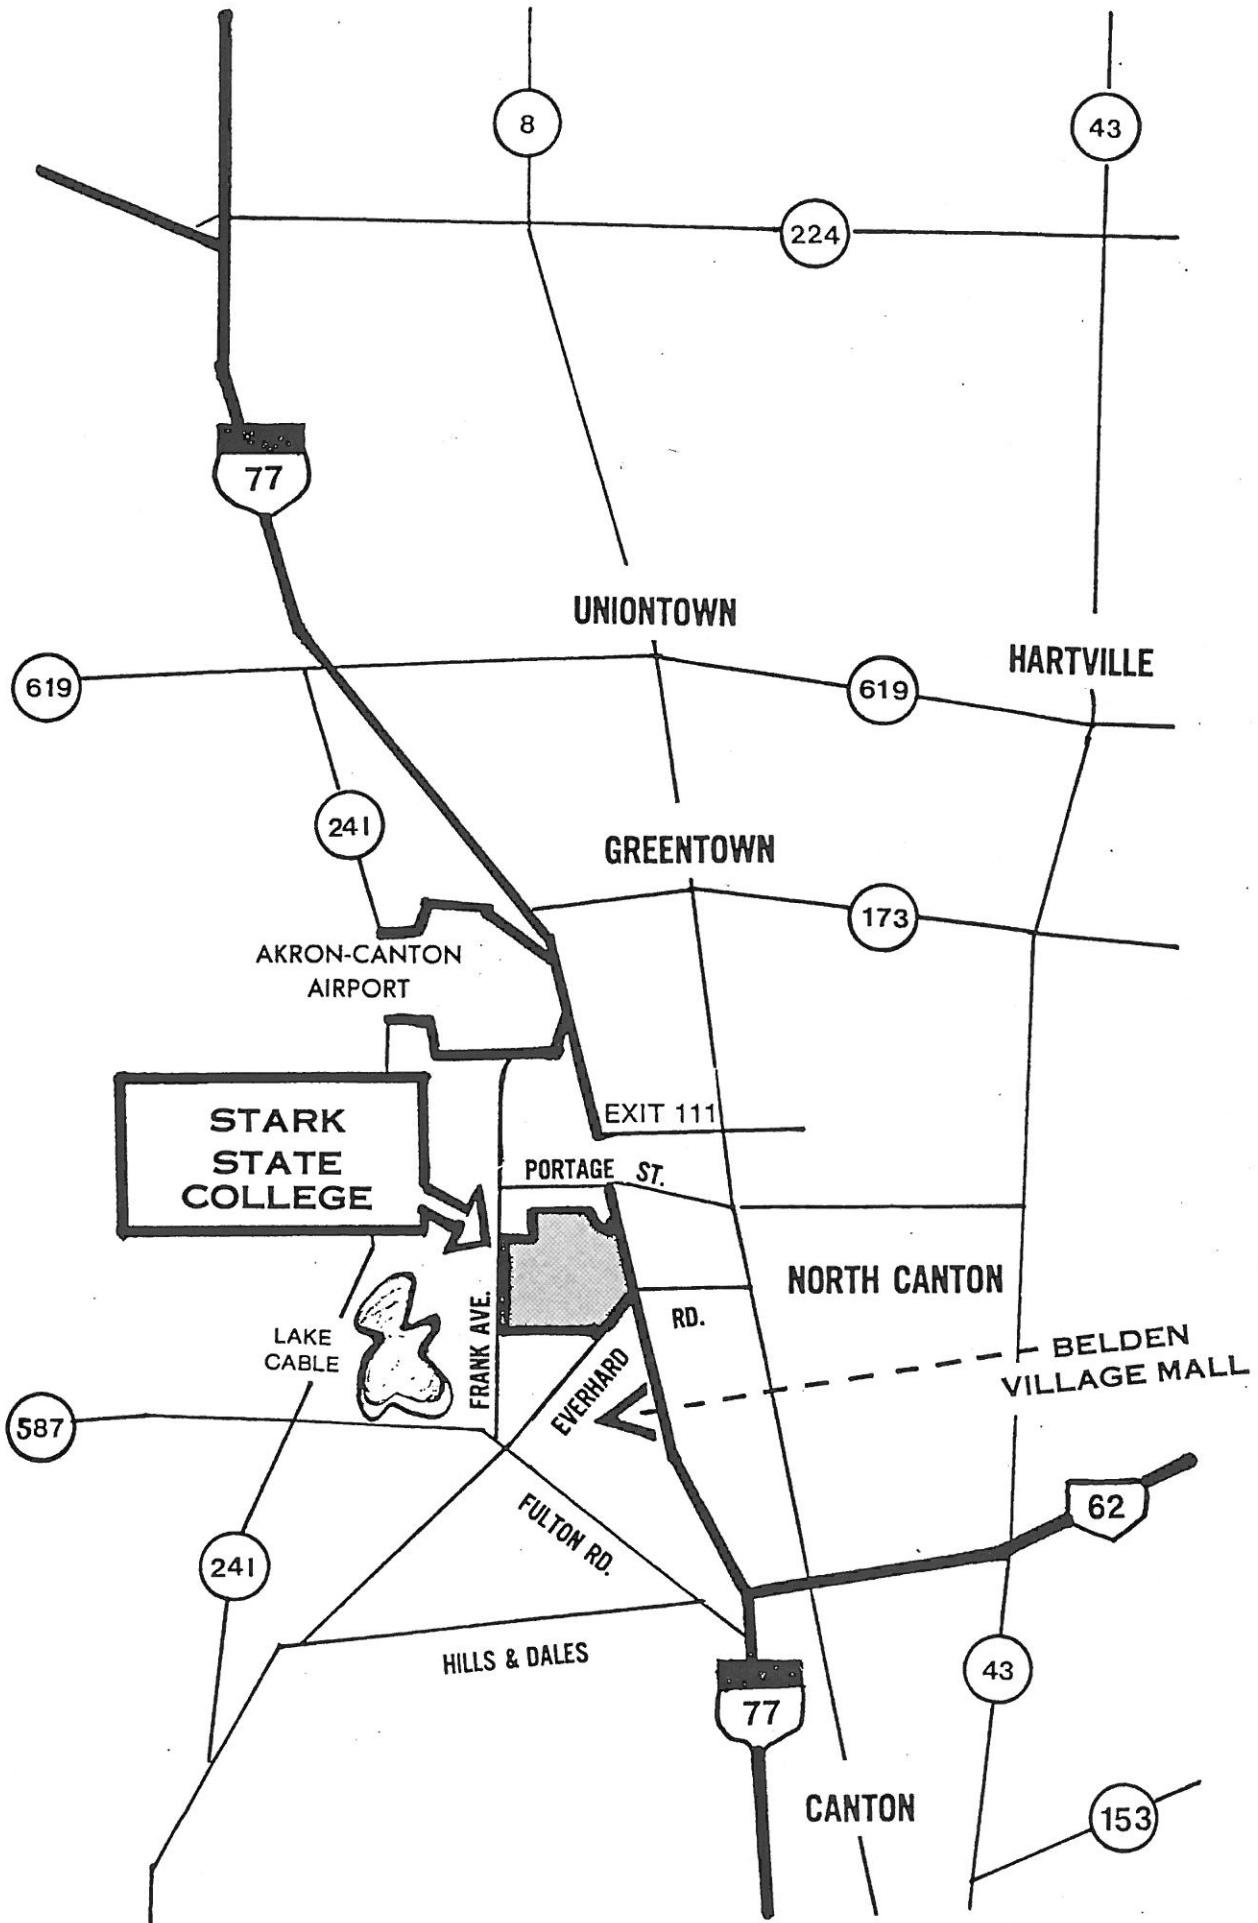 8
43
224
77
UNIONTOWN
HARTVILLE
619
619
241
GREENTOWN
173
AKRON-CANTON
AIRPORT
EXIT 111
STARK
STATE
COLLEGE
PORTAGE ST.
NORTH CANTON
RD.
LAKE
CABLE
FRANK AVE.
EVERHARD
BELDEN
VILLAGE MALL
587
62
FULTON RD.
241
HILLS & DALES
43
77
CANTON
153